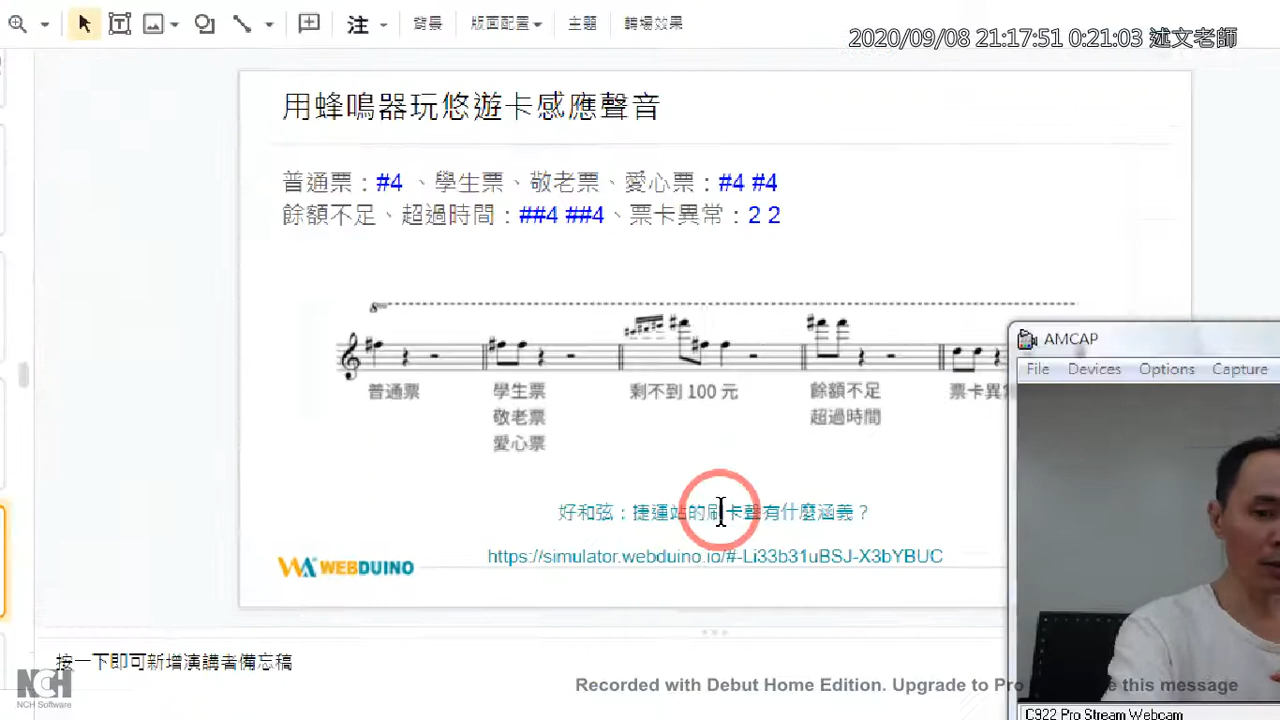 背景 版面配置 主題 轉場效果
注
2020/09/08 21:17:51 0:21:03 述文老師
用蜂鳴器玩悠遊卡感應聲音
普通票：#4 、學生票、敬老票、愛心票：#4 #4
餘額不足、超過時間：##4 ##4、票卡異常：2 2
普通票 學生票 剩不到 100 元 餘額不足 票卡異
敬老票 超過時間
愛心票
AMCAP
File Devices Options Capture
好和弦：捷運站的刷卡聲有什麼涵義？
https://simulator.webduino.io/#-Li33b31uBSJ-X3bYBUC
WEBDUINO
按一下即可新增演講者備忘稿
NCH
NCH Software
Recorded with Debut Home Edition. Upgrade to Pro e this message
C922 Pro Stream Webcam